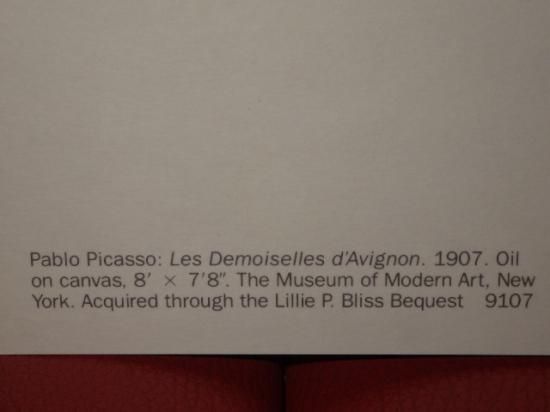 Pablo Picasso: Les Demoiselles d'Avignon. 1907. Oil
on canvas, 8′ × 7′8″. The Museum of Modern Art, New
York. Acquired through the Lillie P. Bliss Bequest 9107